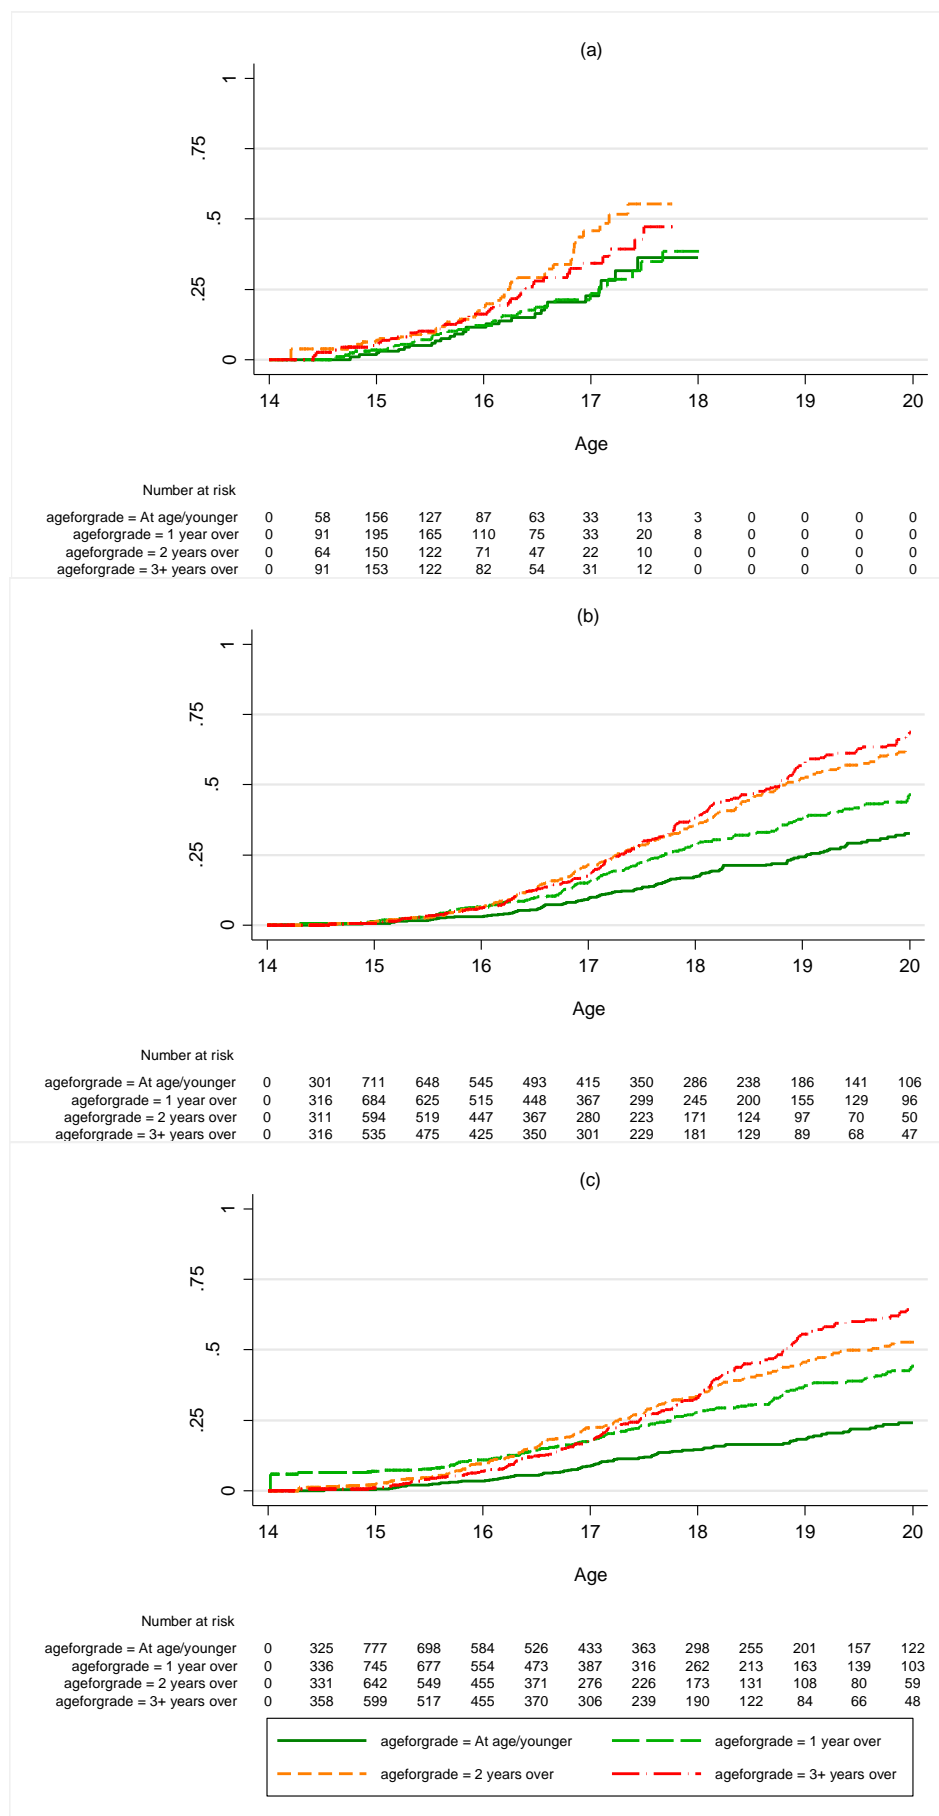 (a)
1
.75
.5
.25
0
14 15 16 17 18 19 20
Age
Number at risk
ageforgrade = At age/younger 0 58 156 127 87 63 33 13 3 0 0 0 0
ageforgrade = 1 year over 0 91 195 165 110 75 33 20 8 0 0 0 0
ageforgrade = 2 years over 0 64 150 122 71 47 22 10 0 0 0 0 0
ageforgrade = 3+ years over 0 91 153 122 82 54 31 12 0 0 0 0 0
(b)
1
.75
.5
.25
0
14 15 16 17 18 19 20
Age
Number at risk
ageforgrade = At age/younger 0 301 711 648 545 493 415 350 286 238 186 141 106
ageforgrade = 1 year over 0 316 684 625 515 448 367 299 245 200 155 129 96
ageforgrade = 2 years over 0 311 594 519 447 367 280 223 171 124 97 70 50
ageforgrade = 3+ years over 0 316 535 475 425 350 301 229 181 129 89 68 47
(c)
1
.75
.5
.25
0
14 15 16 17 18 19 20
Age
Number at risk
ageforgrade = At age/younger 0 325 777 698 584 526 433 363 298 255 201 157 122
ageforgrade = 1 year over 0 336 745 677 554 473 387 316 262 213 163 139 103
ageforgrade = 2 years over 0 331 642 549 455 371 276 226 173 131 108 80 59
ageforgrade = 3+ years over 0 358 599 517 455 370 306 239 190 122 84 66 48
ageforgrade = At age/younger ageforgrade = 1 year over
ageforgrade = 2 years over ageforgrade = 3+ years over